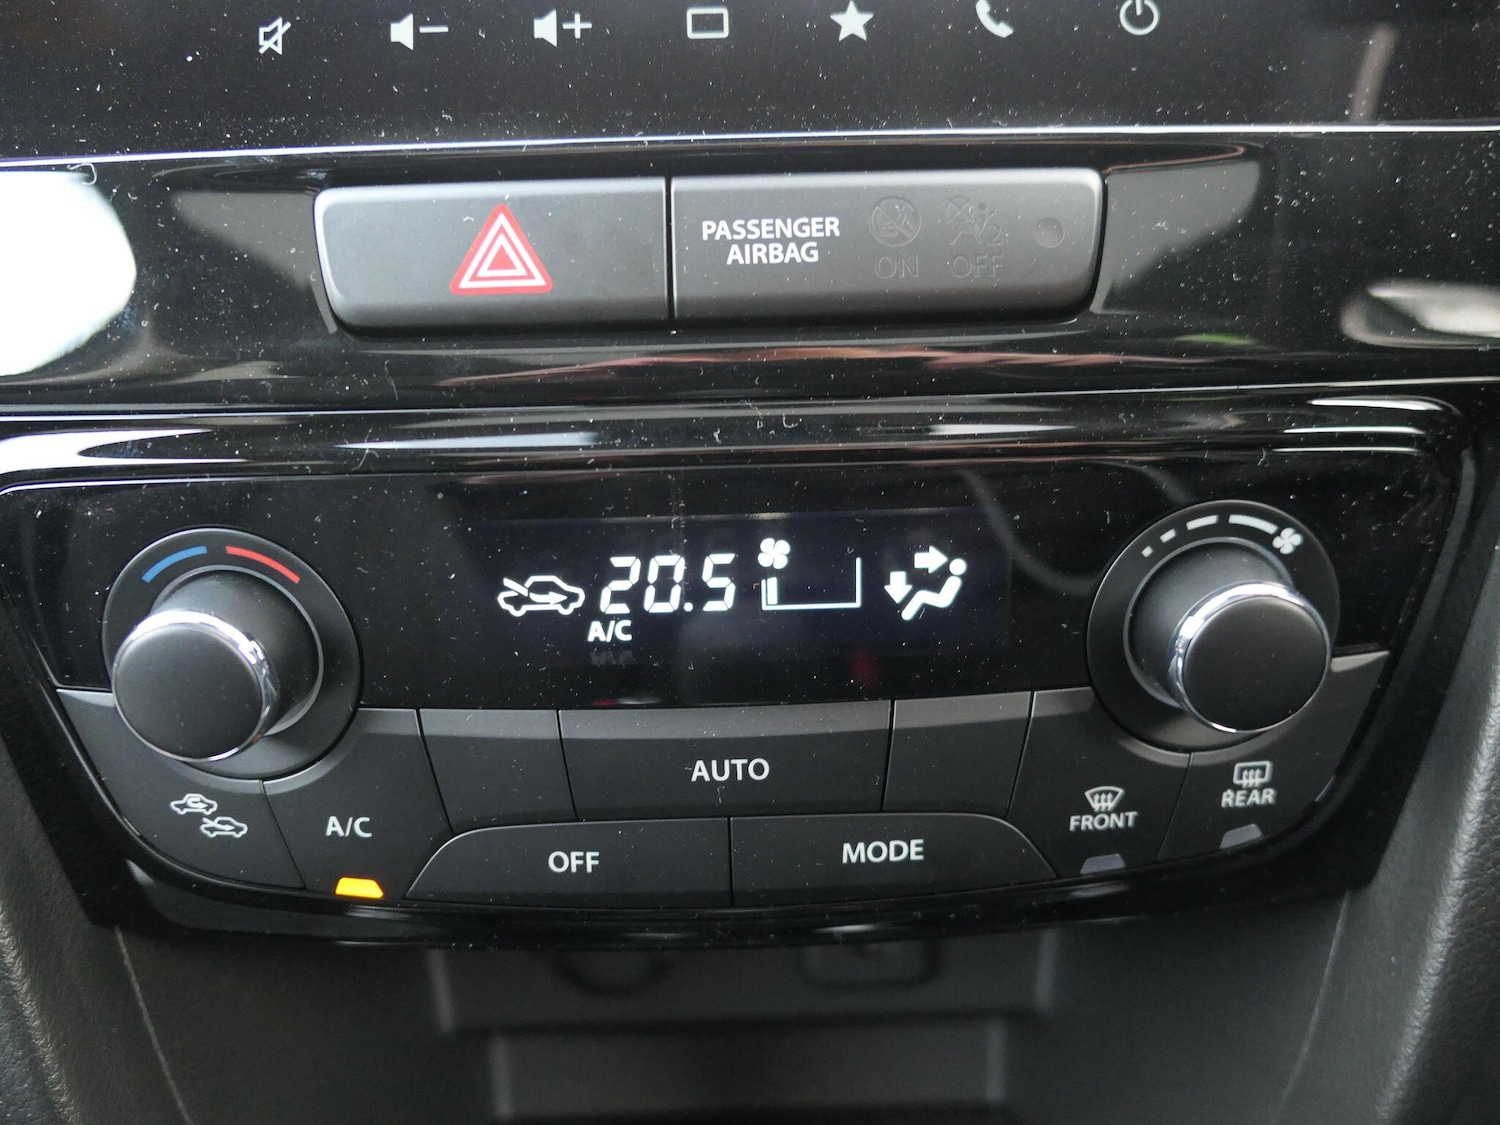 PASSENGER
AIRBAG
ON OFF
20.5
A/C
AUTO
A/C
OFF
MODE
FRONT
REAR